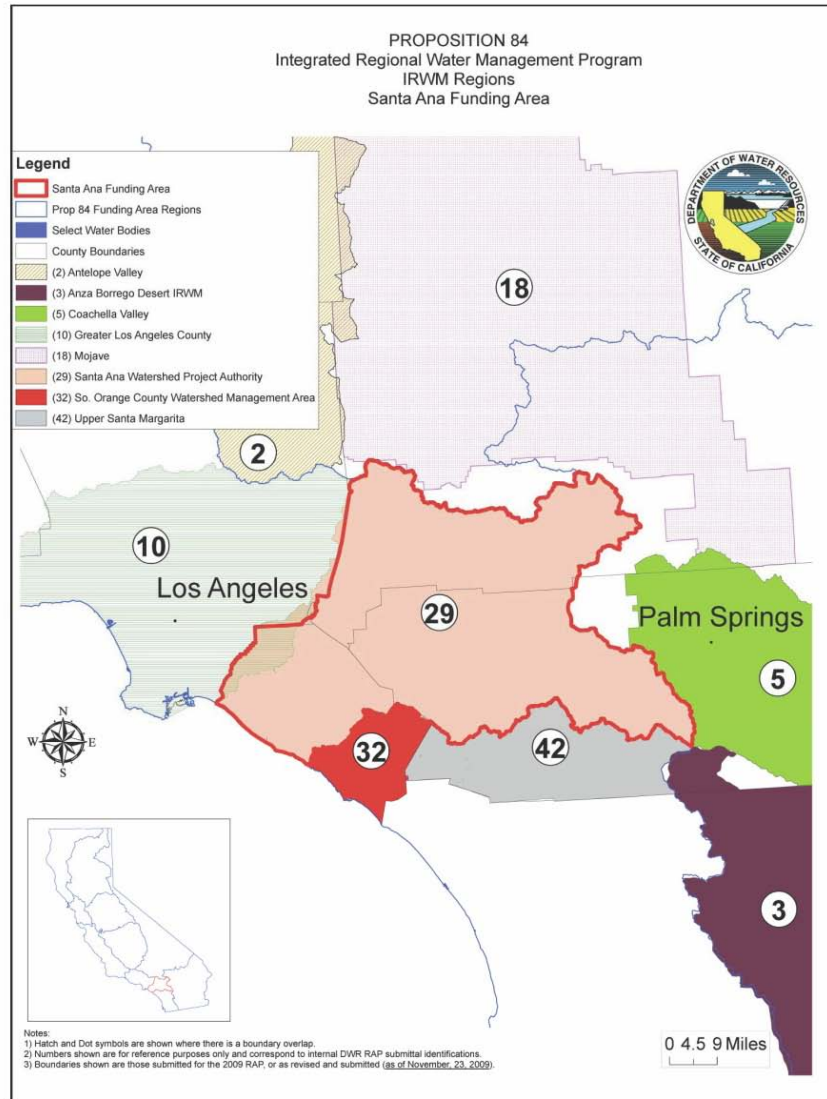 PROPOSITION 84
Integrated Regional Water Management Program
IRWM Regions
Santa Ana Funding Area
Legend
Santa Ana Funding Area
Prop 84 Funding Area Regions
Select Water Bodies
County Boundaries
(2) Antelope Valley
(3) Anza Borrego Desert IRWM
(5) Coachella Valley
(10) Greater Los Angeles County
(18) Mojave
(29) Santa Ana Watershed Project Authority
(32) So. Orange County Watershed Management Area
(42) Upper Santa Margarita
DEPARTMENT OF WATER RESOURCES
STATE OF CALIFORNIA
18
2
10
Los Angeles
29
Palm Springs
5
32
42
3
N
W E
S
0 4.5 9 Miles
Notes:
1) Hatch and Dot symbols are shown where there is a boundary overlap.
2) Numbers shown are for reference purposes only and correspond to internal DWR RAP submittal identifications.
3) Boundaries shown are those submitted for the 2009 RAP, or as revised and submitted (as of November, 23, 2009).